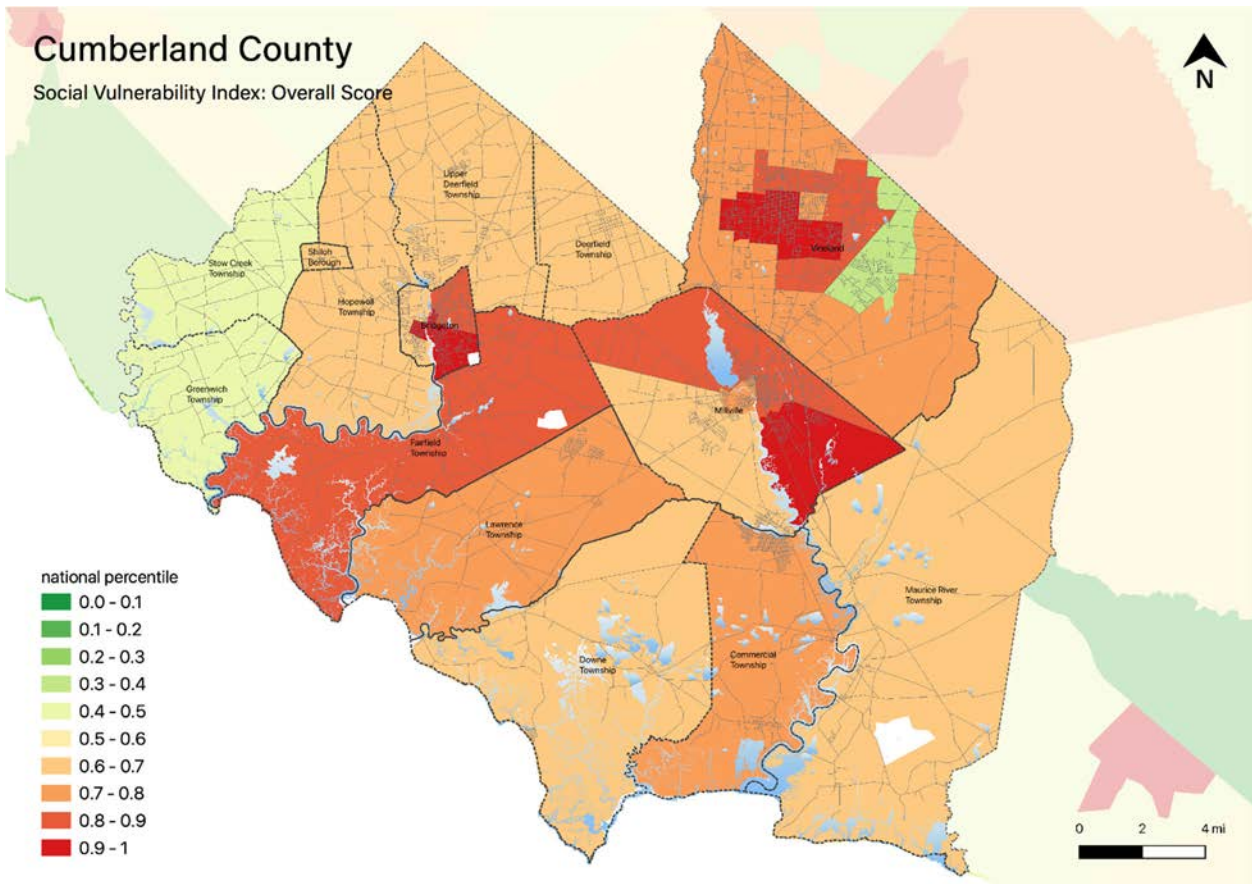 Cumberland County
Social Vulnerability Index: Overall Score
N
Upper
Deerfield
Township
Deerfield
Township
Vineland
Stow Creek
Township
Shiloh
Borough
Hopewell
Township
Bridgeton
Greenwich
Township
Millville
Fairfield
Township
Lawrence
Township
Maurice River
Township
Downe
Township
Commercial
Township
national percentile
0.0 - 0.1
0.1 - 0.2
0.2 - 0.3
0.3 - 0.4
0.4 - 0.5
0.5 - 0.6
0.6 - 0.7
0.7 - 0.8
0.8 - 0.9
0.9 - 1
0 2 4 mi